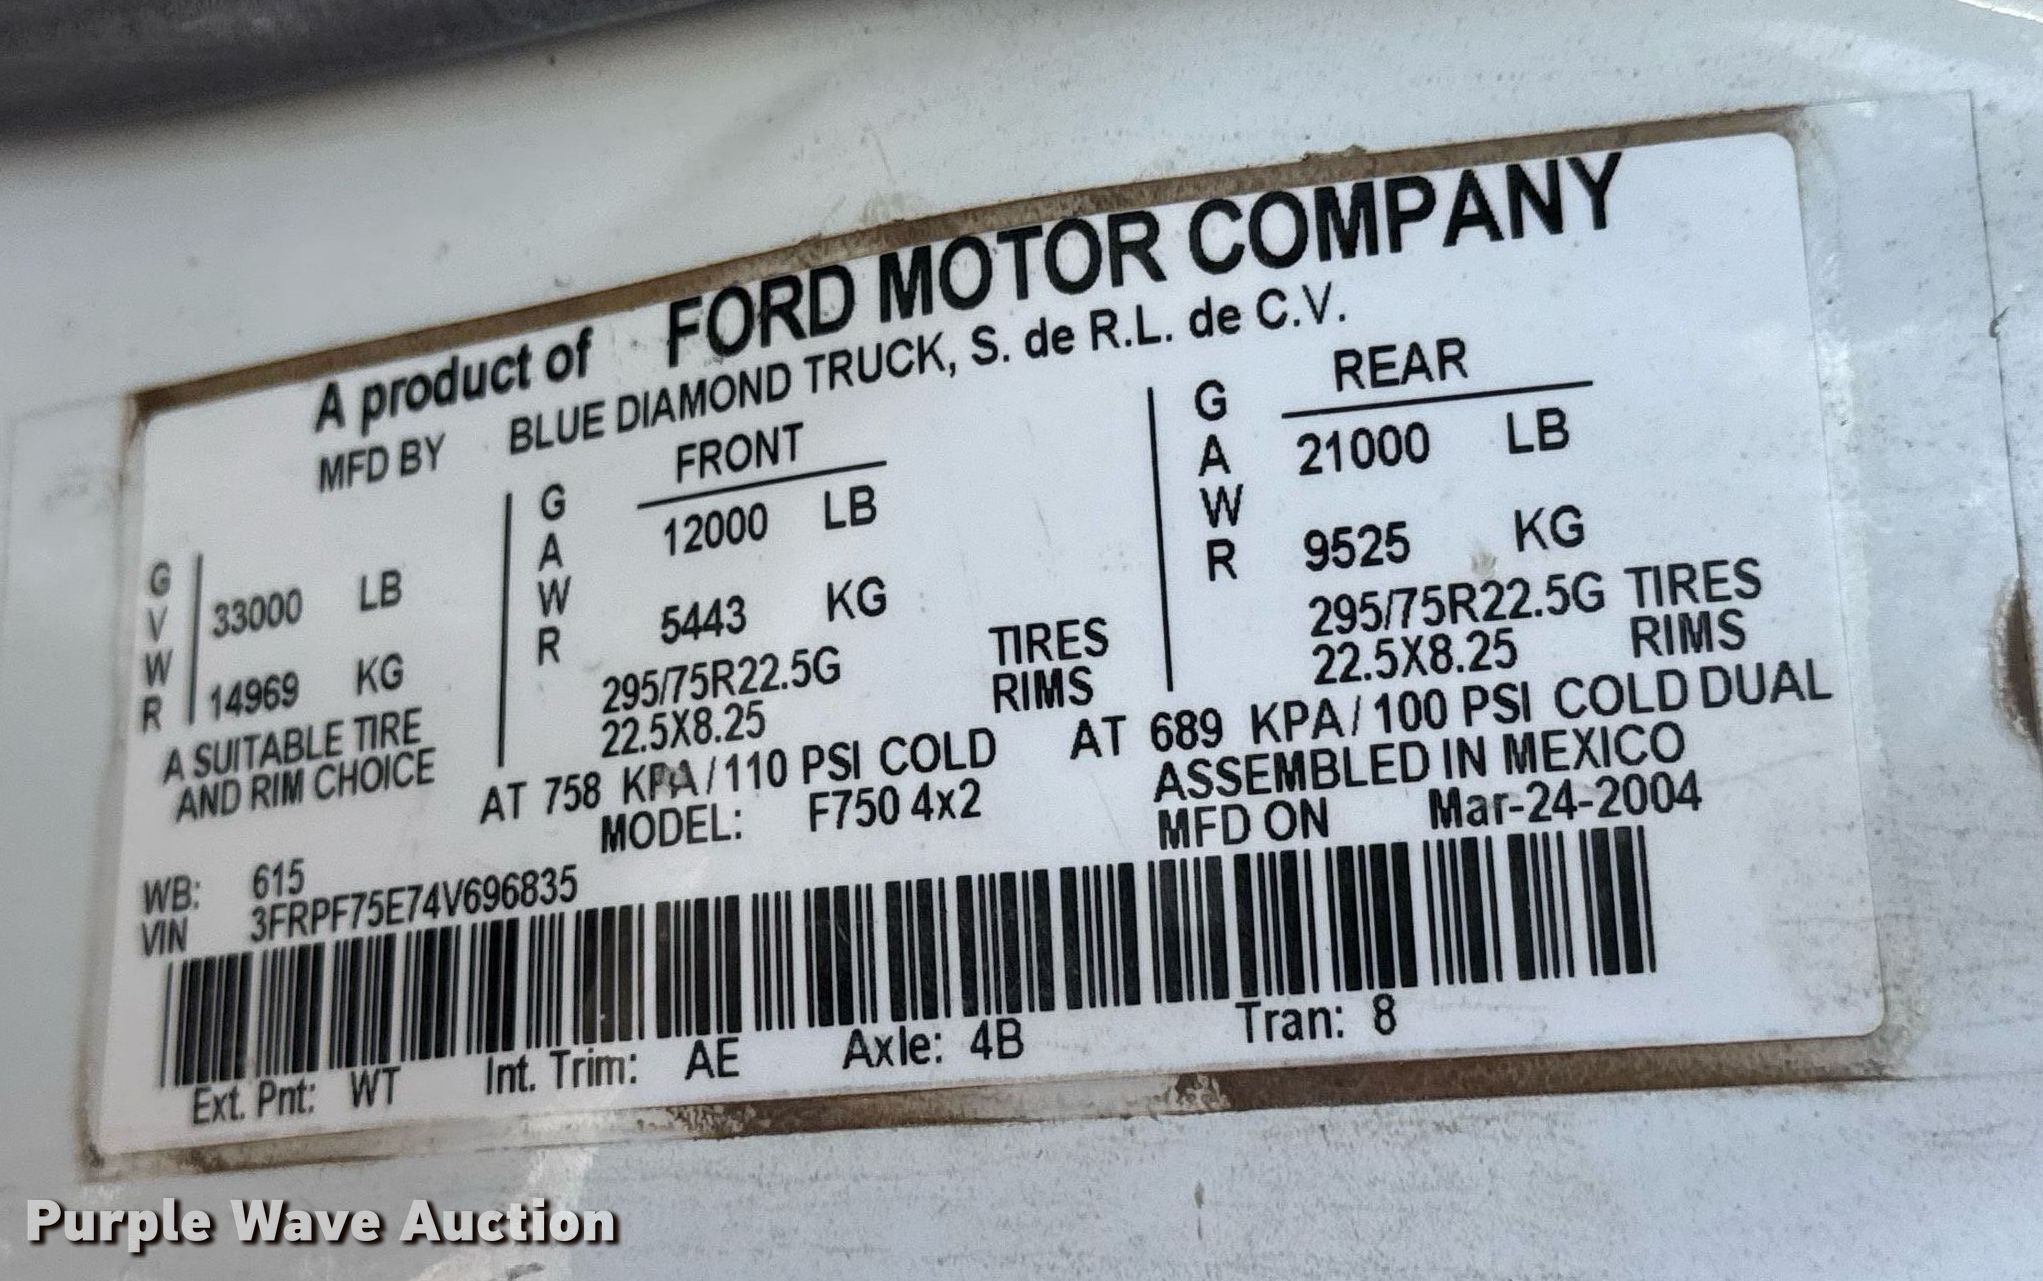 A product of FORD MOTOR COMPANY
MFD BY BLUE DIAMOND TRUCK, S. de R.L. de C.V.
GVWR 33000 LB
14969 KG
A SUITABLE TIRE
AND RIM CHOICE
FRONT
GAWR 12000 LB
5443 KG
295/75R22.5G TIRES
22.5X8.25 RIMS
AT 758 KPA/110 PSI COLD
REAR
GAWR 21000 LB
9525 KG
295/75R22.5G TIRES
22.5X8.25 RIMS
AT 689 KPA/100 PSI COLD DUAL
MODEL: F750 4x2
ASSEMBLED IN MEXICO
MFD ON Mar-24-2004
WB: 615
VIN 3FRPF75E74V696835
Ext. Pnt: WT Int. Trim: AE Axle: 4B Tran: 8
Purple Wave Auction